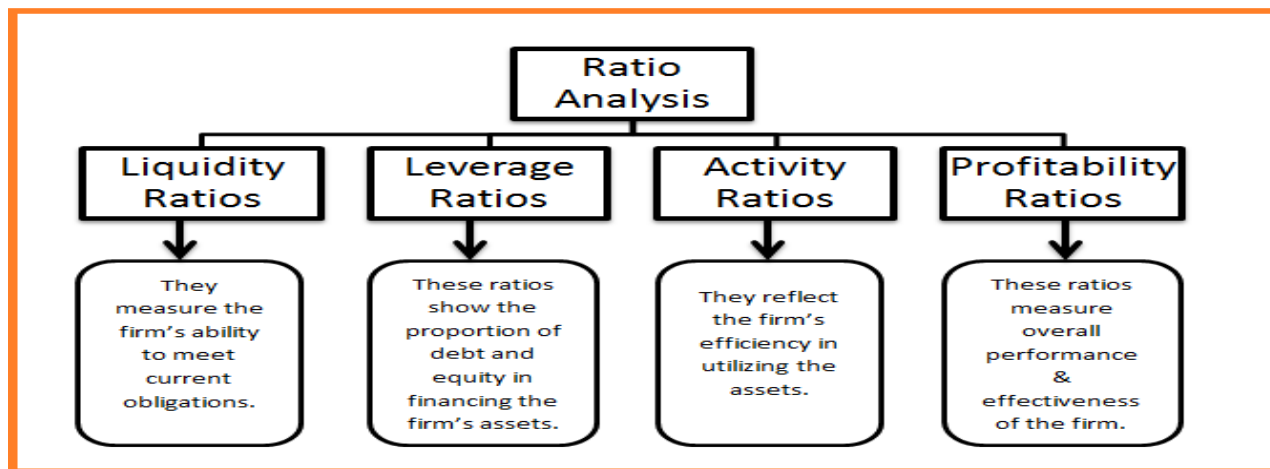 Ratio
Analysis
Liquidity
Ratios
Leverage
Ratios
Activity
Ratios
Profitability
Ratios
They
measure the
firm's ability
to meet
current
obligations.
These ratios
show the
proportion of
debt and
equity in
financing the
firm's assets.
They reflect
the firm's
efficiency in
utilizing the
assets.
These ratios
measure
overall
performance
&
effectiveness
of the firm.